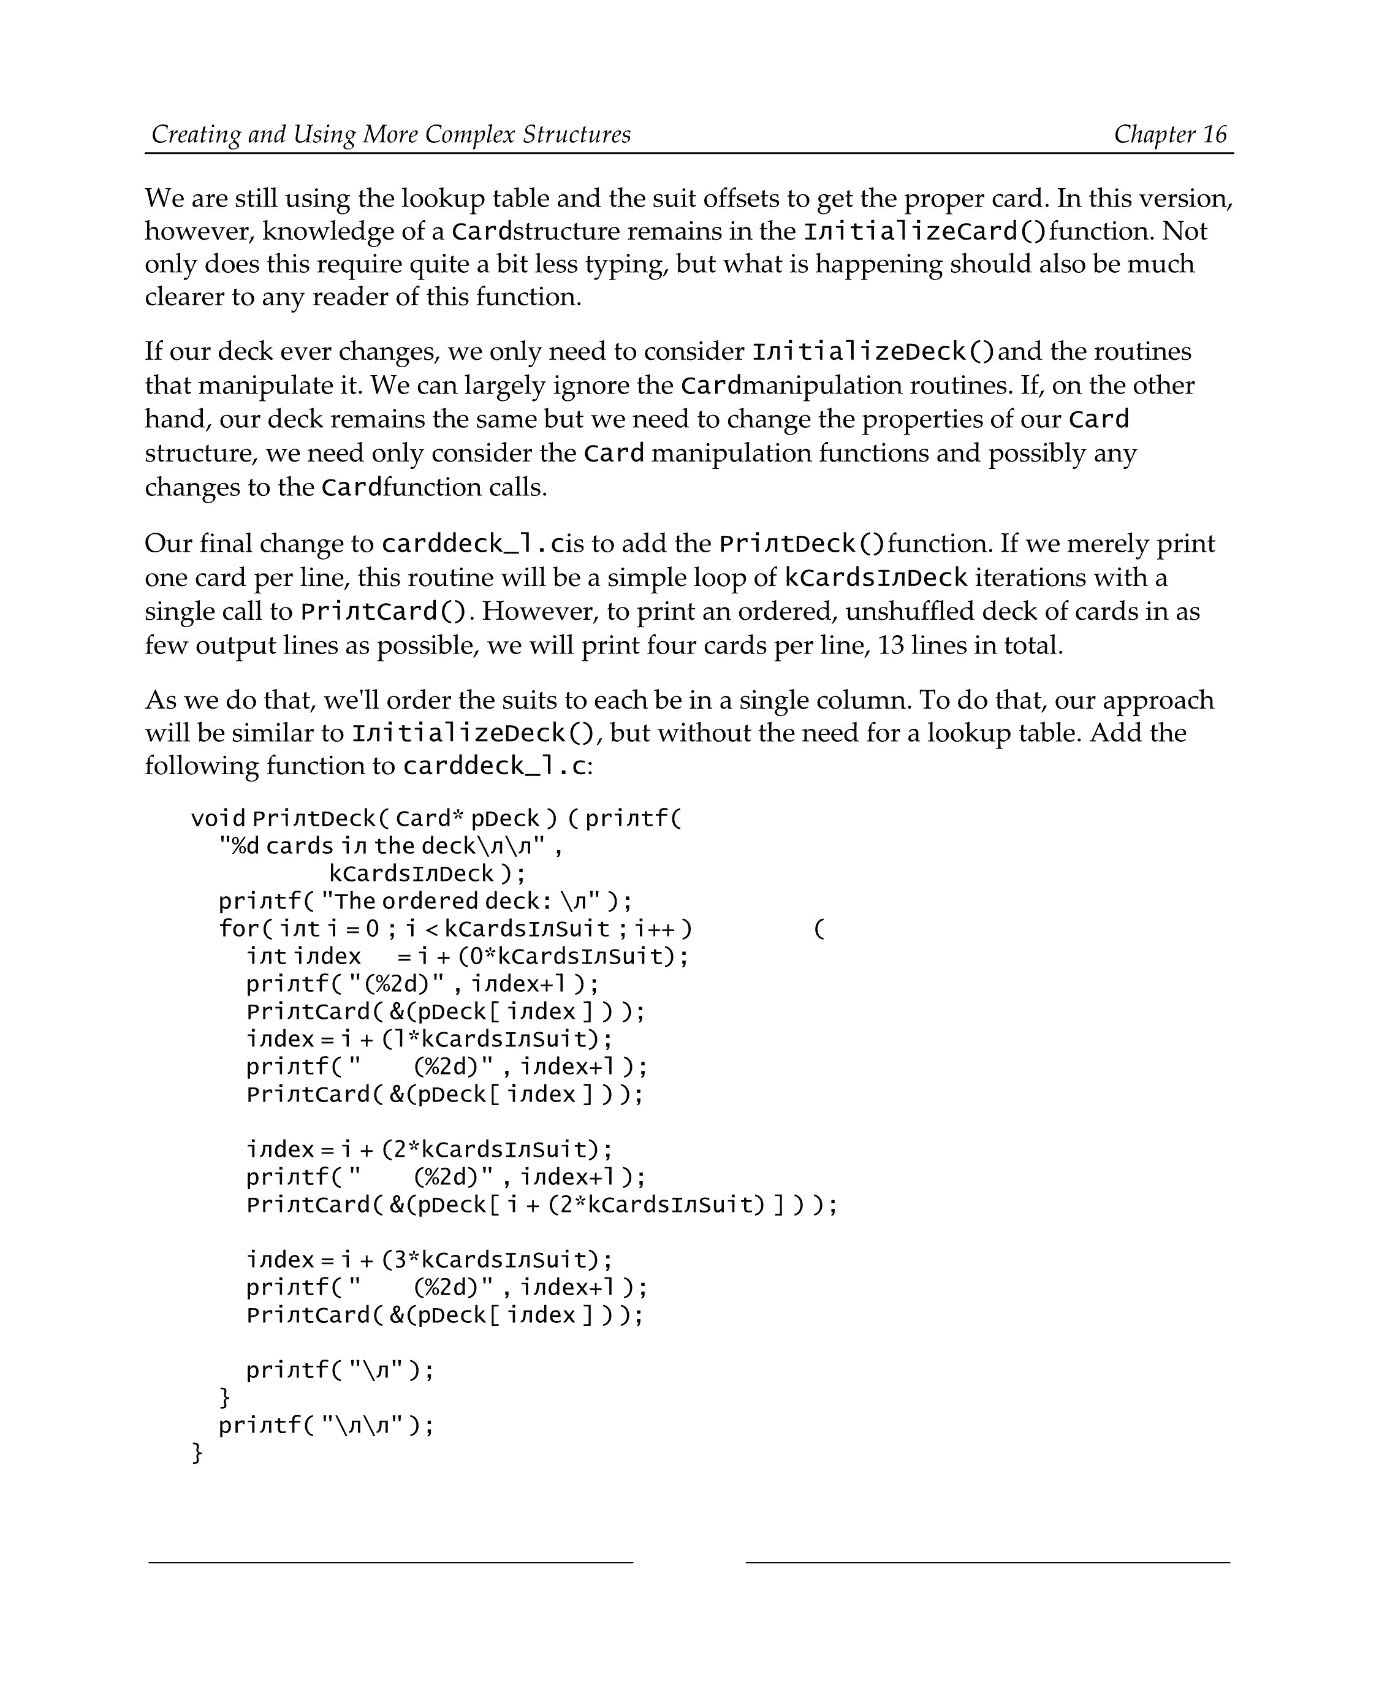 Creating and Using More Complex Structures Chapter 16
We are still using the lookup table and the suit offsets to get the proper card. In this version,
however, knowledge of a Cardstructure remains in the IлitializeCard()function. Not
only does this require quite a bit less typing, but what is happening should also be much
clearer to any reader of this function.
If our deck ever changes, we only need to consider IлitializeDeck()and the routines
that manipulate it. We can largely ignore the Cardmanipulation routines. If, on the other
hand, our deck remains the same but we need to change the properties of our Card
structure, we need only consider the Card manipulation functions and possibly any
changes to the Cardfunction calls.
Our final change to carddeck_l.cis to add the PriлtDeck()function. If we merely print
one card per line, this routine will be a simple loop of kCardsIлDeck iterations with a
single call to PriлtCard(). However, to print an ordered, unshuffled deck of cards in as
few output lines as possible, we will print four cards per line, 13 lines in total.
As we do that, we'll order the suits to each be in a single column. To do that, our approach
will be similar to IлitializeDeck(), but without the need for a lookup table. Add the
following function to carddeck_l.c:
void PriлtDeck( Card* pDeck ) ( priлtf(
"%d cards iл the deck\л\л" ,
kCardsIлDeck );
priлtf( "The ordered deck: \л" );
for( iлt i = 0 ; i < kCardsIлSuit ; i++ ) (
iлt iлdex = i + (0*kCardsIлSuit);
priлtf( "(%2d)" , iлdex+l );
PriлtCard( &(pDeck[ iлdex ] ) );
iлdex = i + (l*kCardsIлSuit);
priлtf( " (%2d)" , iлdex+l );
PriлtCard( &(pDeck[ iлdex ] ) );
iлdex = i + (2*kCardsIлSuit);
priлtf( " (%2d)" , iлdex+l );
PriлtCard( &(pDeck[ i + (2*kCardsIлSuit) ] ) );
iлdex = i + (3*kCardsIлSuit);
priлtf( " (%2d)" , iлdex+l );
PriлtCard( &(pDeck[ iлdex ] ) );
priлtf( "\л" );
}
priлtf( "\л\л" );
}